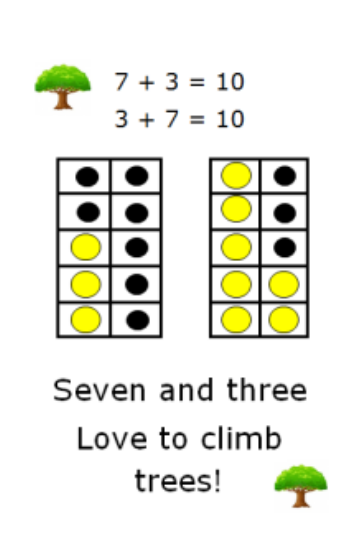 7 + 3 = 10
3 + 7 = 10
Seven and three
Love to climb
trees!